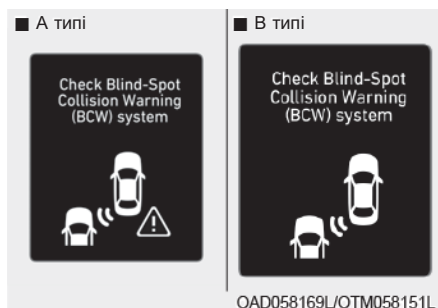 ■ А типі
Check Blind-Spot
Collision Warning
(BCW) system
■ В типі
Check Blind-Spot
Collision Warning
(BCW) system
OAD058169L/OTM058151L